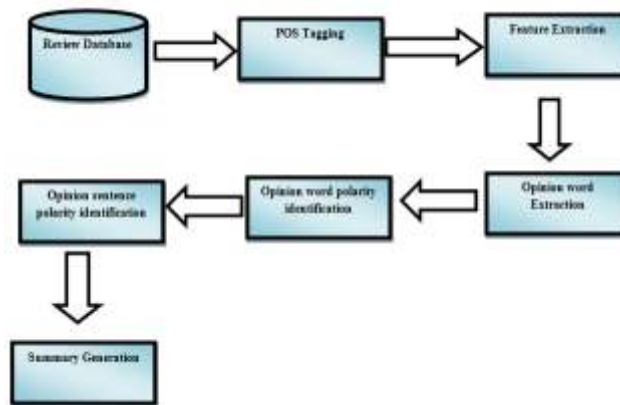 Review Database
POS Tagging
Feature Extraction
Opinion word
Extraction
Opinion word polarity
identification
Opinion sentence
polarity identification
Summary Generation